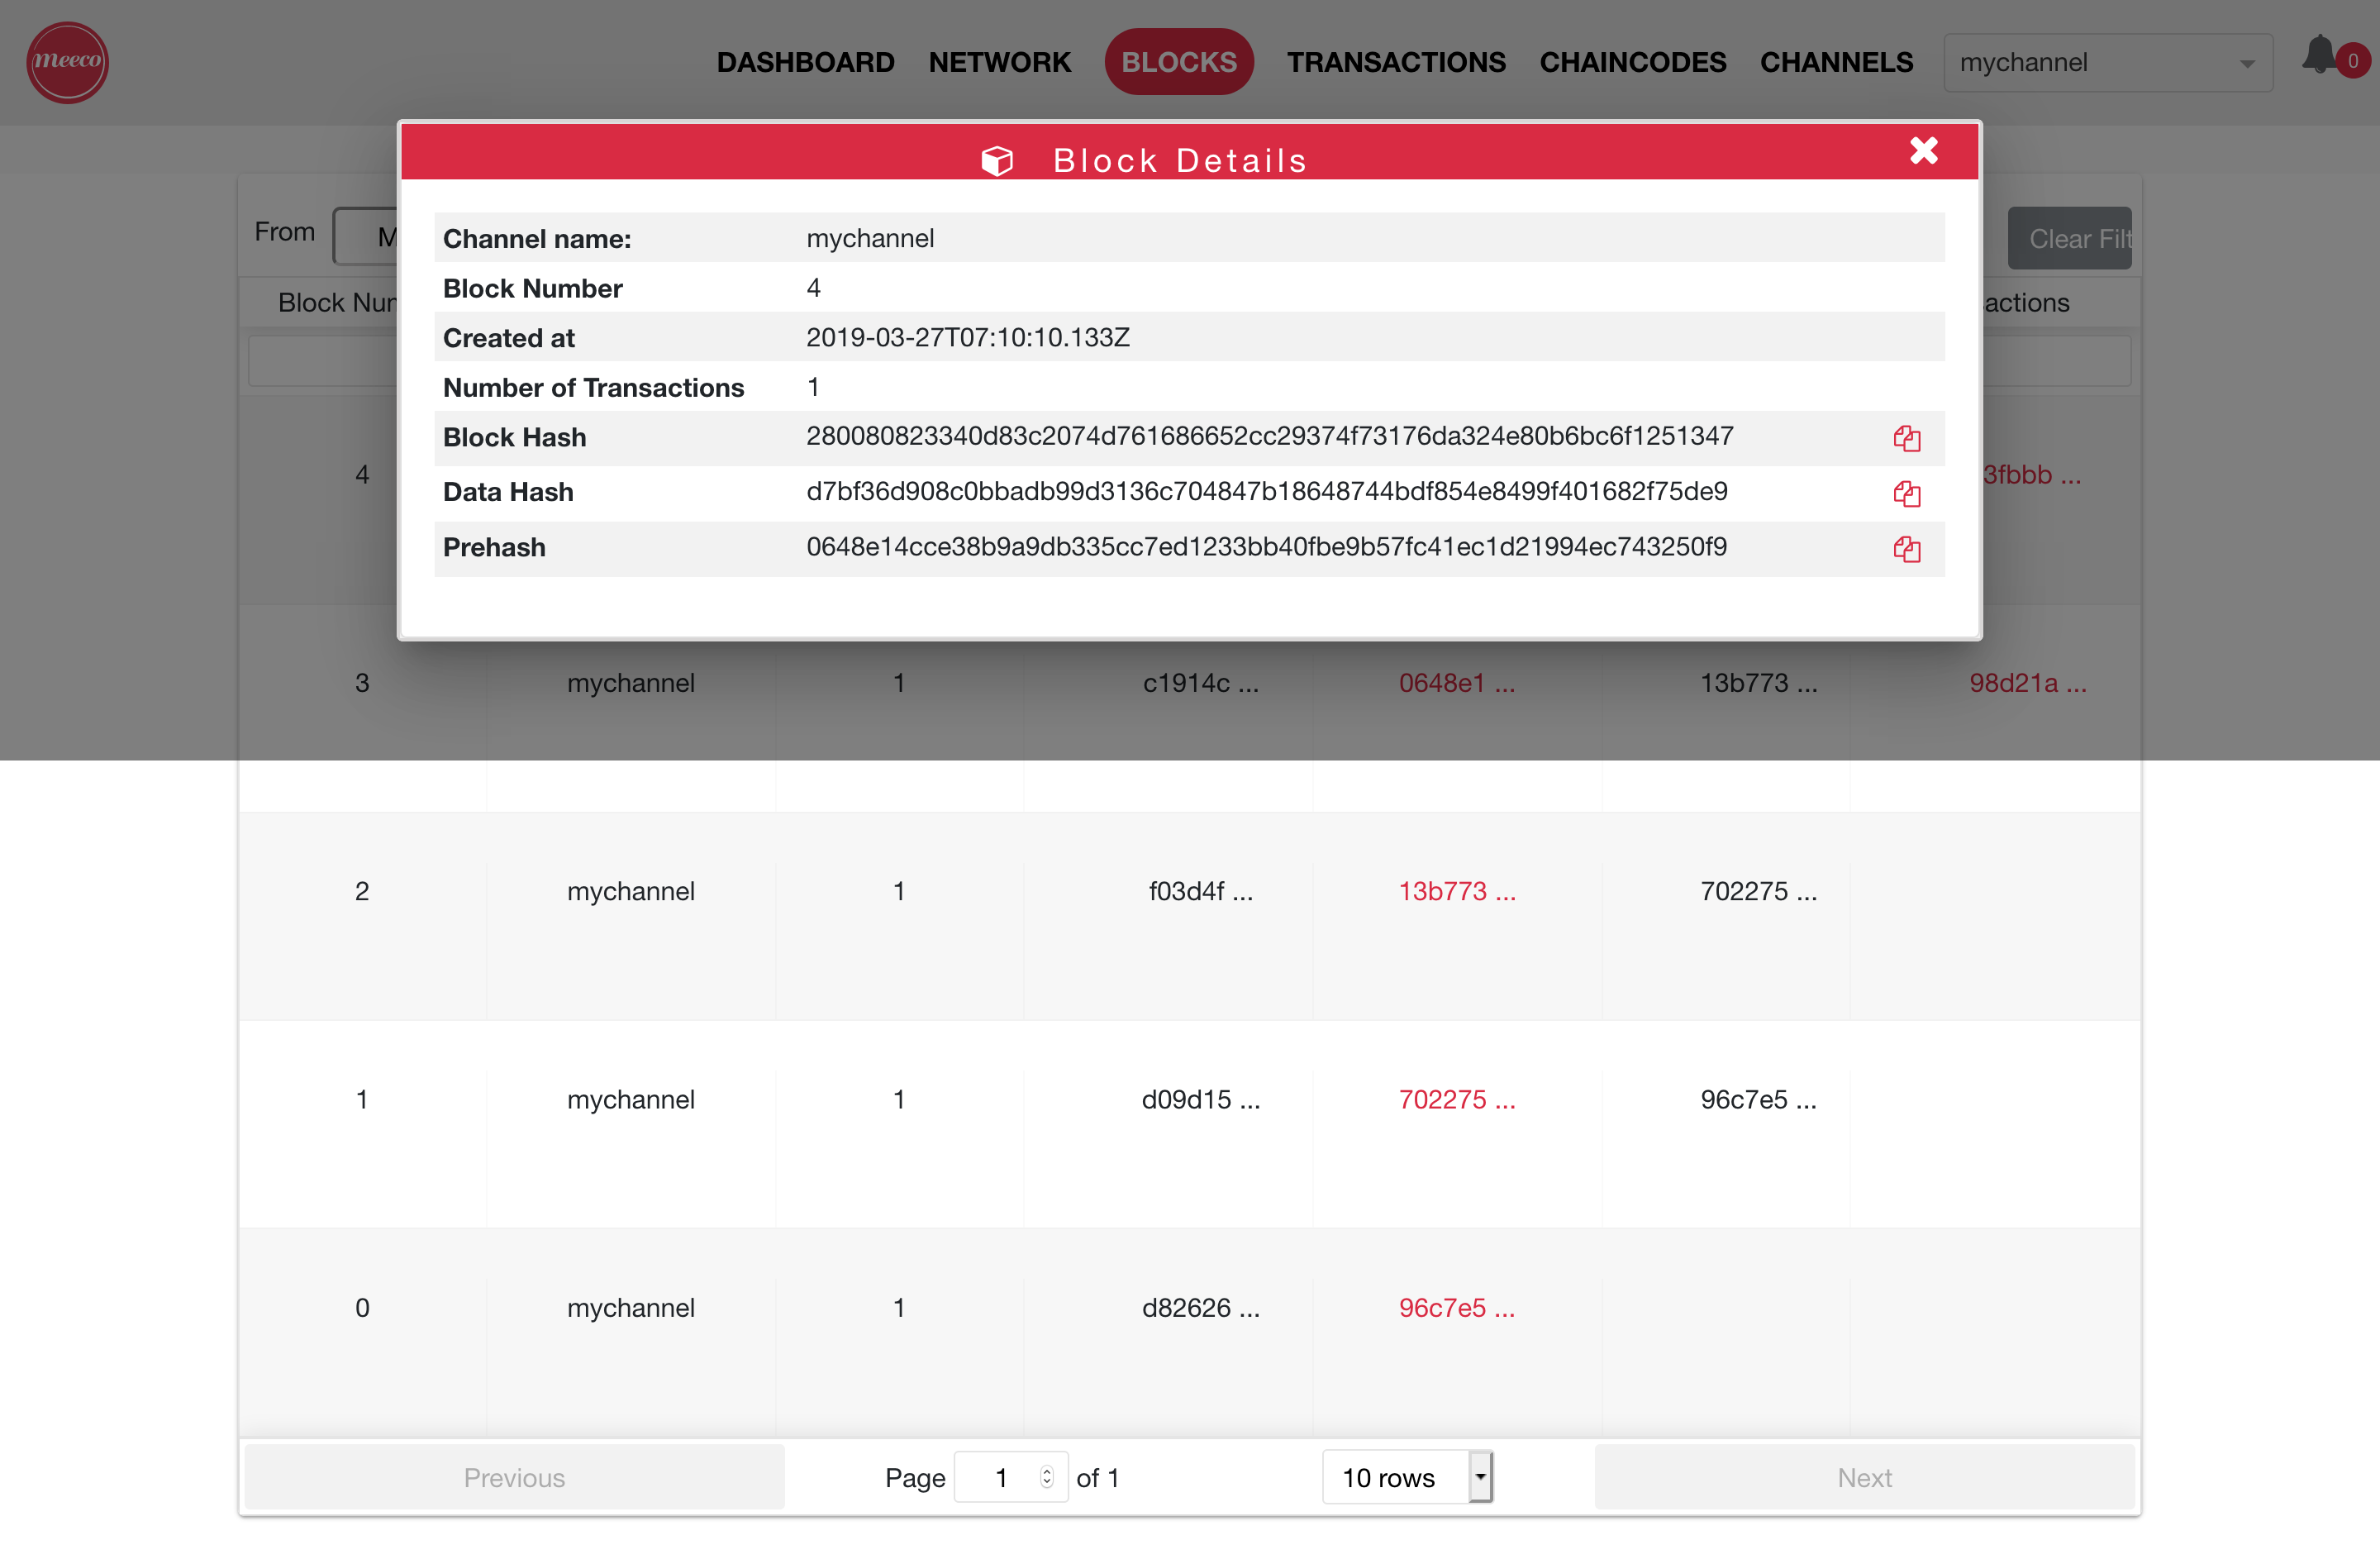 meeco
DASHBOARD NETWORK BLOCKS TRANSACTIONS CHAINCODES CHANNELS mychannel 0
Block Details
From M Clear Filt
Channel name: mychannel
Block Number 4
Block Nur actions
Created at 2019-03-27T07:10:10.133Z
Number of Transactions 1
Block Hash 280080823340d83c2074d761686652cc29374f73176da324e80b6bc6f1251347
4 3fbbb ...
Data Hash d7bf36d908c0bbadb99d3136c704847b18648744bdf854e8499f401682f75de9
Prehash 0648e14cce38b9a9db335cc7ed1233bb40fbe9b57fc41ec1d21994ec743250f9
3 mychannel 1 c1914c ... 0648e1 ... 13b773 ... 98d21a ...
2 mychannel 1 f03d4f ... 13b773 ... 702275 ...
1 mychannel 1 d09d15 ... 702275 ... 96c7e5 ...
0 mychannel 1 d82626 ... 96c7e5 ...
Previous Page 1 of 1 10 rows Next